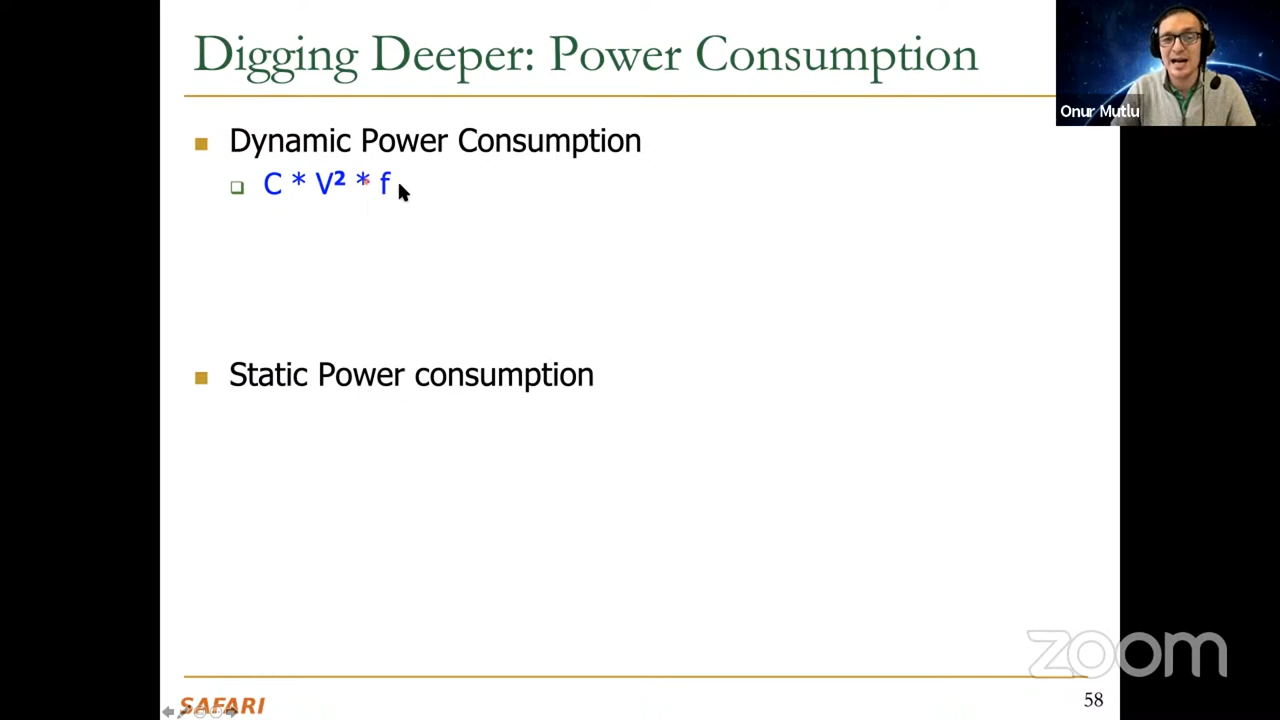 Digging Deeper: Power Consumption
Onur Mutlu
Dynamic Power Consumption
C * V² * f
Static Power consumption
zoom
SAFARI
58